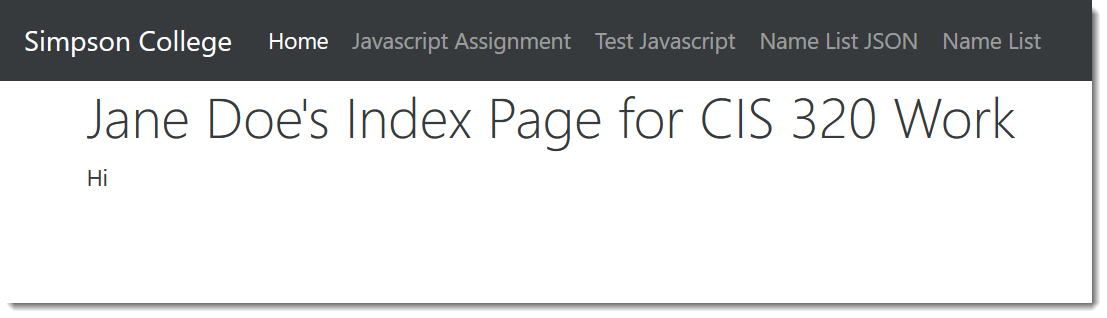 Simpson College Home Javascript Assignment Test Javascript Name List JSON Name List
Jane Doe's Index Page for CIS 320 Work
Hi